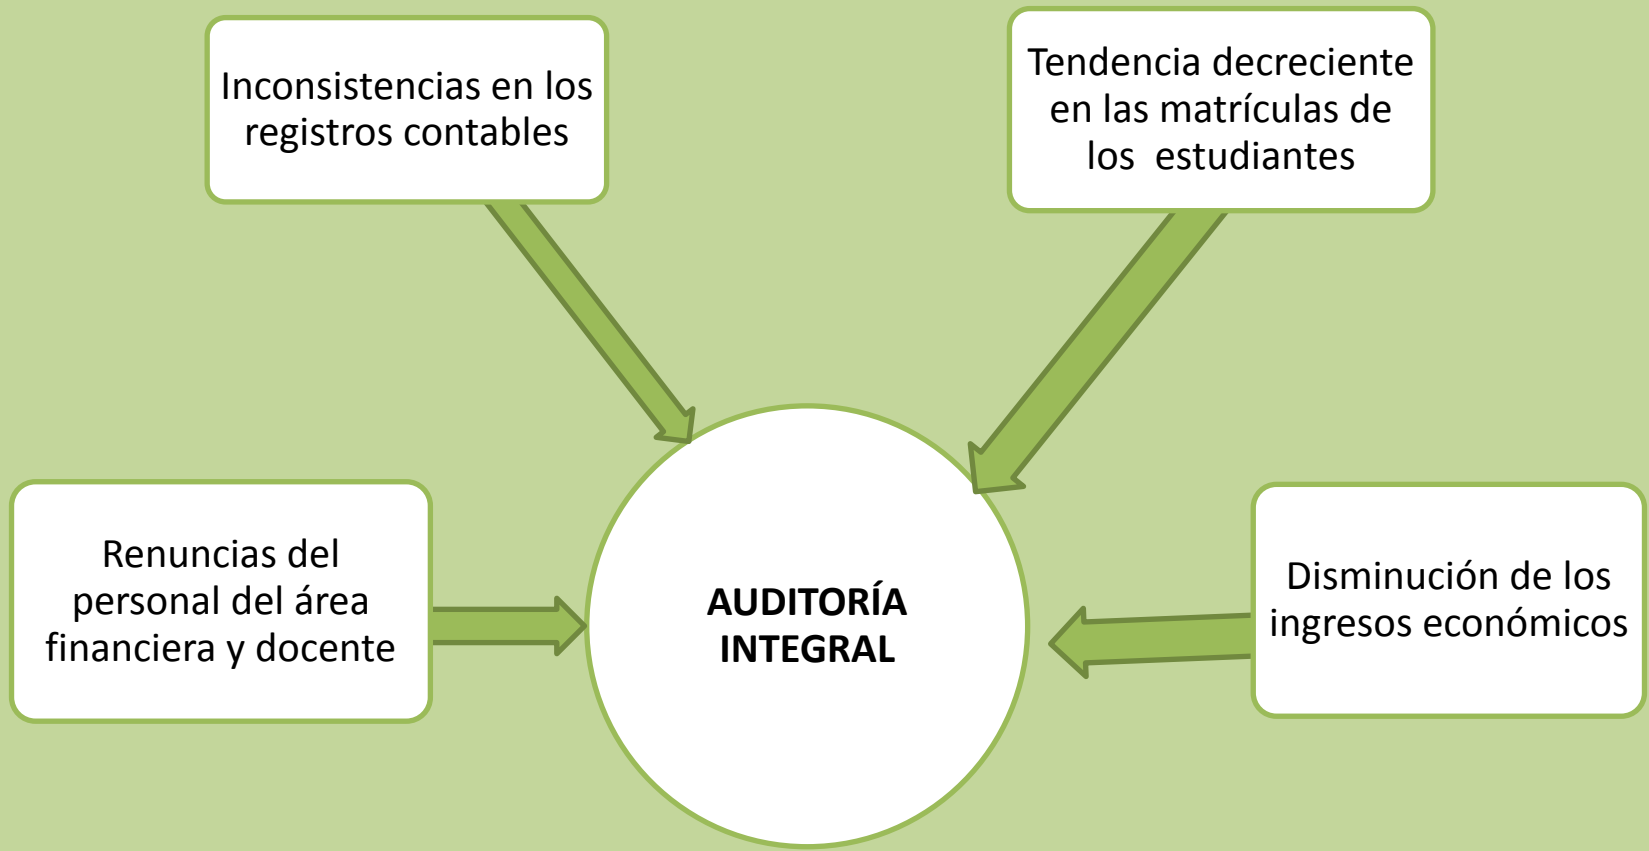 Inconsistencias en los
registros contables
Tendencia decreciente
en las matrículas de
los estudiantes
Renuncias del
personal del área
financiera y docente
AUDITORÍA
INTEGRAL
Disminución de los
ingresos económicos